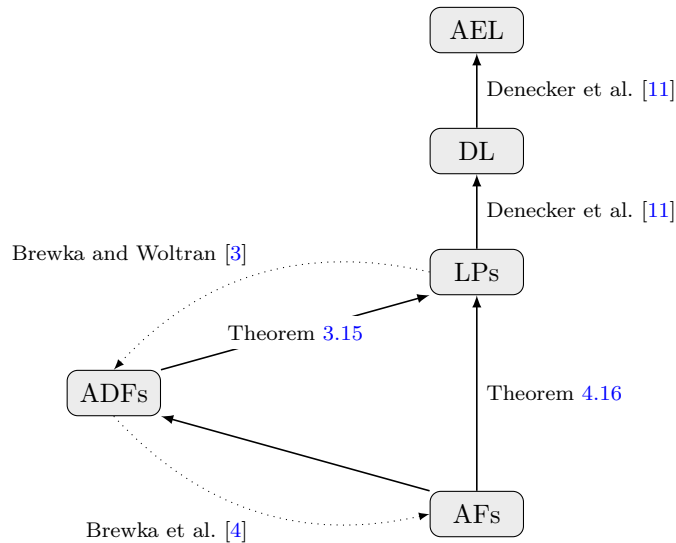 AEL
Denecker et al. [11]
DL
Denecker et al. [11]
Brewka and Woltran [3]
LPs
Theorem 3.15
ADFs
Theorem 4.16
AFs
Brewka et al. [4]